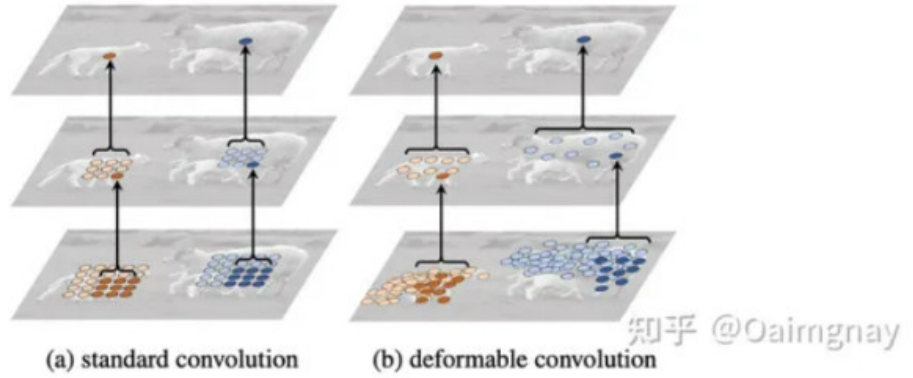 知乎 @Oaimgnay
(a) standard convolution
(b) deformable convolution